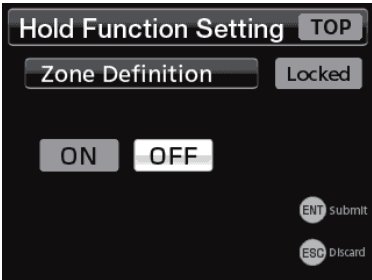 Hold Function Setting TOP
Zone Definition Locked
ON OFF
ENT Submit
ESC Discard